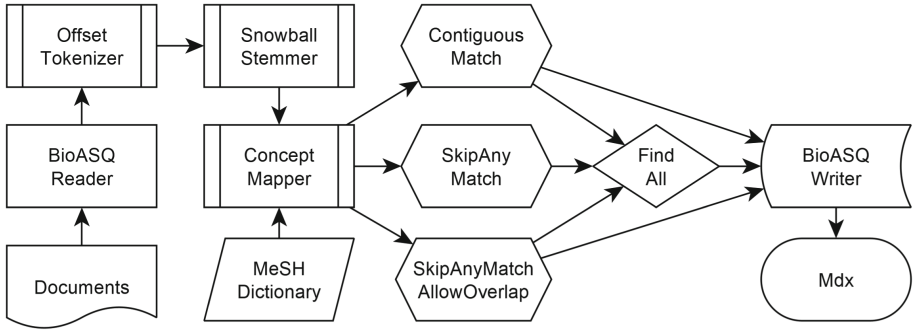 Offset
Tokenizer
Snowball
Stemmer
Contiguous
Match
BioASQ
Reader
Concept
Mapper
SkipAny
Match
Find
All
BioASQ
Writer
Documents
MeSH
Dictionary
SkipAnyMatch
AllowOverlap
Mdx